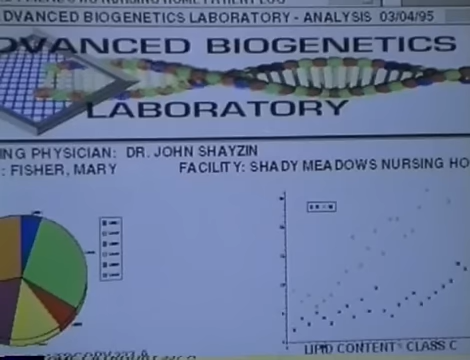 DVANCED BIOGENETICS LABORATORY - ANALYSIS 03/04/95
DVANCED BIOGENETICS
LABORATORY
ING PHYSICIAN: DR. JOHN SHAYZIN
: FISHER, MARY FACILITY: SHADY MEADOWS NURSING HO
LIPID CONTENT CLASS C